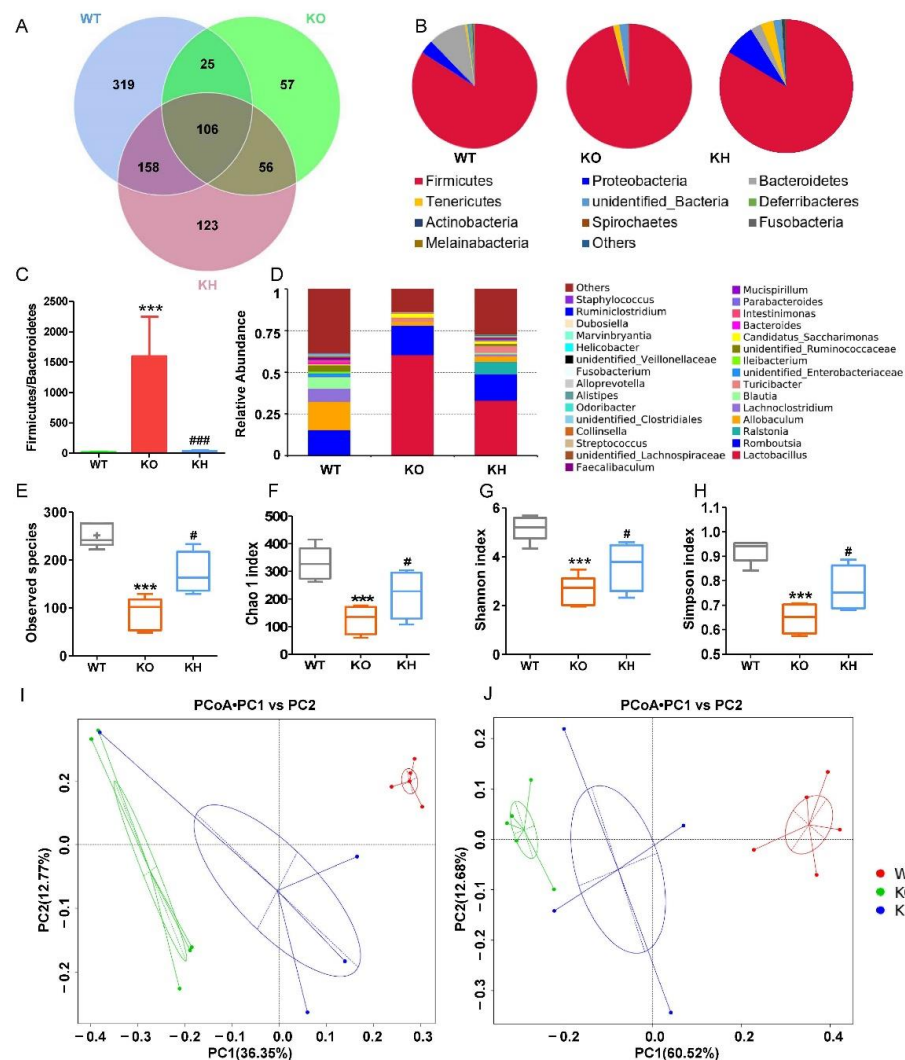 A
WT
KO
319
25
57
106
158
56
123
KH
B
WT
KO
KH
Firmicutes
Proteobacteria
Bacteroidetes
Tenericutes
unidentified_Bacteria
Deferribacteres
Actinobacteria
Spirochaetes
Fusobacteria
Melainabacteria
Others
C
Firmicutes/Bacteroidetes
2500
2000
1500
1000
500
0
***
###
WT
KO
KH
D
Relative Abundance
1
0.75
0.5
0.25
0
WT
KO
KH
Others
Staphylococcus
Ruminiclostridium
Dubosiella
Marvinbryantia
Helicobacter
unidentified_Veillonellaceae
Fusobacterium
Alloprevotella
Alistipes
Odoribacter
unidentified_Clostridiales
Collinsella
Streptococcus
unidentified_Lachnospiraceae
Faecalibaculum
Mucispirillum
Parabacteroides
Intestinimonas
Bacteroides
Candidatus_Saccharimonas
unidentified_Ruminococcaceae
Ileibacterium
unidentified_Enterobacteriaceae
Turicibacter
Blautia
Lachnoclostridium
Allobaculum
Ralstonia
Romboutsia
Lactobacillus
E
Observed species
300
200
100
0
+
***
#
WT
KO
KH
F
Chao 1 index
500
400
300
200
100
0
***
#
WT
KO
KH
G
Shannon index
6
4
2
0
***
#
WT
KO
KH
H
Simpson index
1.1
1.0
0.9
0.8
0.7
0.6
0.5
***
#
WT
KO
KH
I
PCoA•PC1 vs PC2
PC2(12.77%)
0.2
0.1
0.0
−0.1
−0.2
−0.4
−0.3
−0.2
−0.1
0.0
0.1
0.2
0.3
PC1(36.35%)
J
PCoA•PC1 vs PC2
PC2(12.68%)
0.2
0.1
0.0
−0.1
−0.2
−0.3
−0.2
0.0
0.2
0.4
PC1(60.52%)
W
K
K